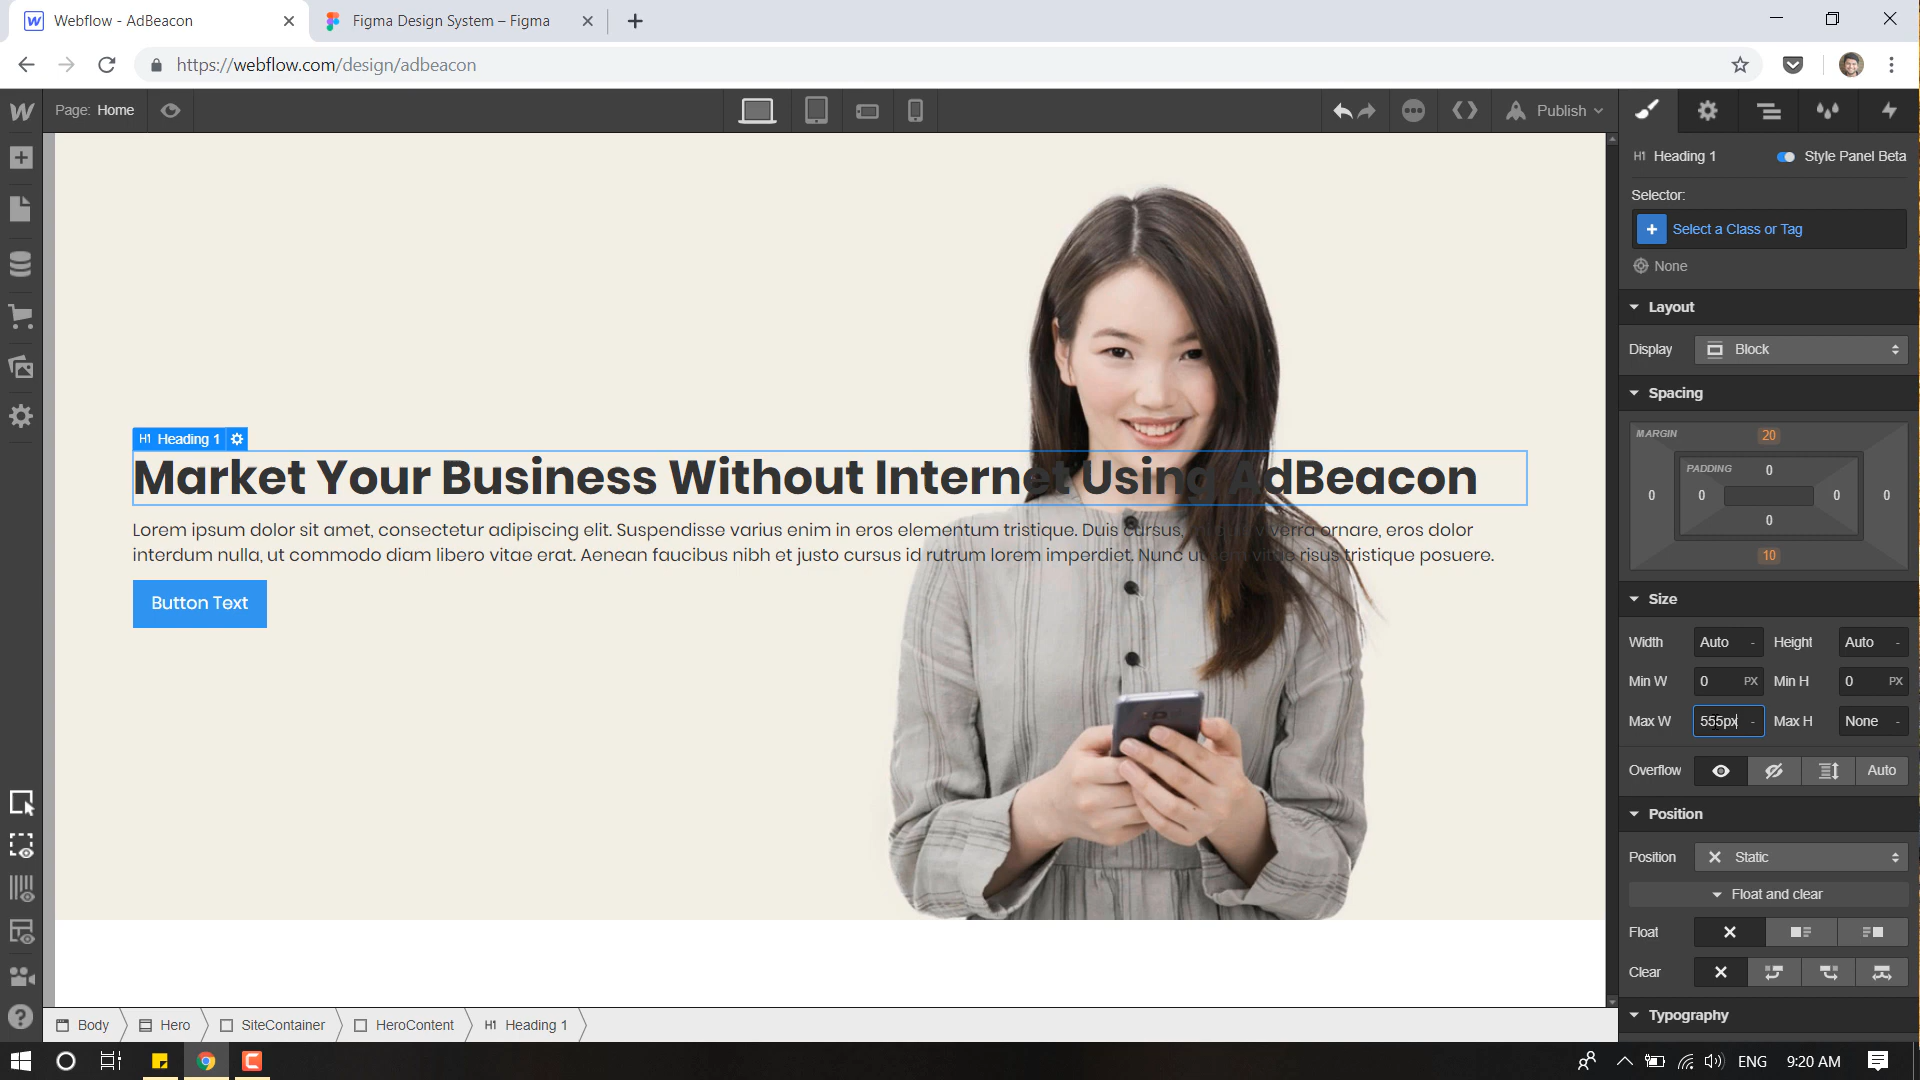 Webflow - AdBeacon
Figma Design System – Figma
https://webflow.com/design/adbeacon
Page: Home
Publish
H1 Heading 1
Style Panel Beta
Selector:
Select a Class or Tag
None
Layout
Display Block
Spacing
MARGIN 20
PADDING 0
0 0 0 0
0
10
Size
Width Auto - Height Auto -
Min W 0 PX Min H 0 PX
Max W 555px - Max H None -
Overflow Auto
Position
Position Static
Float and clear
Float
Clear
Typography
H1 Heading 1
Market Your Business Without Internet Using AdBeacon
Lorem ipsum dolor sit amet, consectetur adipiscing elit. Suspendisse varius enim in eros elementum tristique. Duis cursus, ornare, eros dolor
interdum nulla, ut commodo diam libero vitae erat. Aenean faucibus nibh et justo cursus id rutrum lorem imperdiet. Nunc ut sem vitae risus tristique posuere.
Button Text
Body Hero SiteContainer HeroContent H1 Heading 1
ENG 9:20 AM